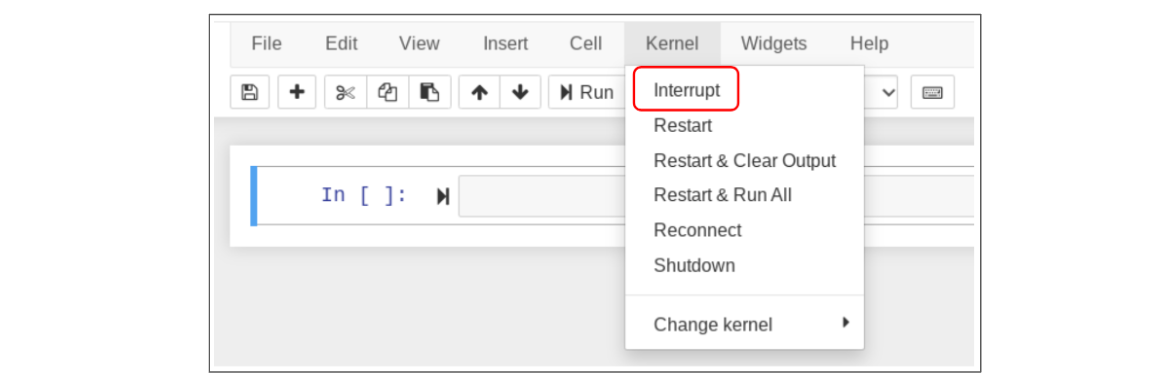 File Edit View Insert Cell Kernel Widgets Help
Run
Interrupt
Restart
Restart & Clear Output
Restart & Run All
Reconnect
Shutdown
Change kernel
In [ ]: